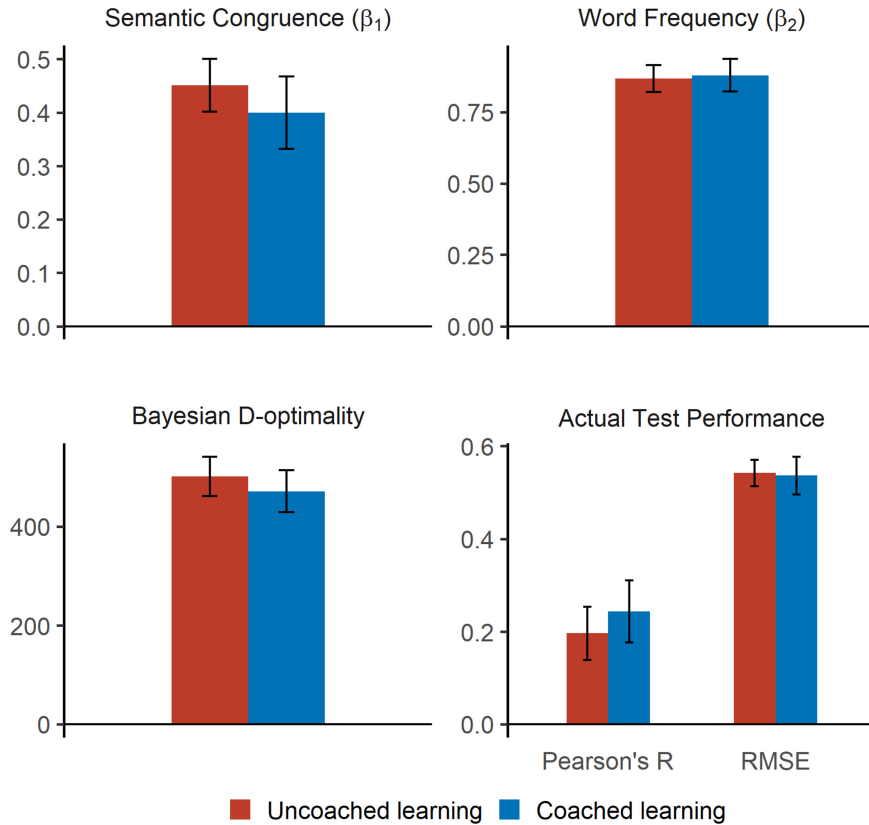 Semantic Congruence (β₁)
0.5
0.4
0.3
0.2
0.1
0.0
Word Frequency (β₂)
0.75
0.50
0.25
0.00
Bayesian D-optimality
400
200
0
Actual Test Performance
0.6
0.4
0.2
0.0
Pearson's R
RMSE
Uncoached learning
Coached learning